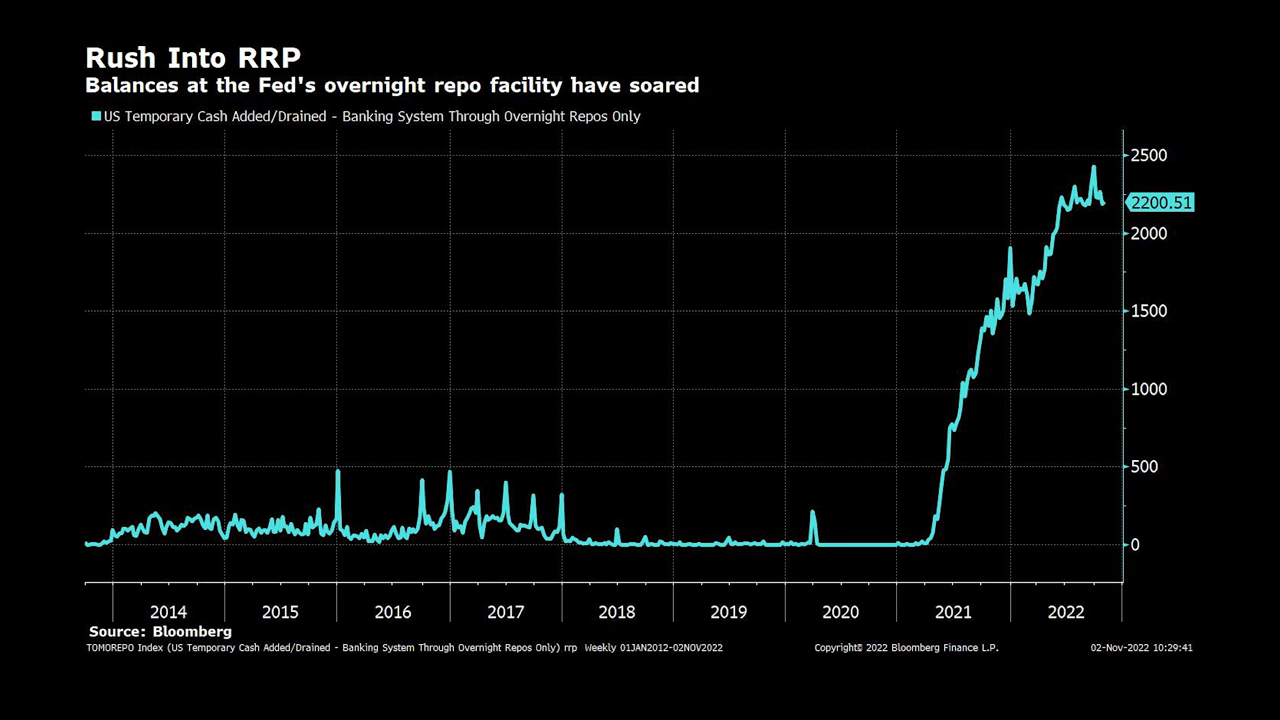 Rush Into RRP
Balances at the Fed's overnight repo facility have soared
US Temporary Cash Added/Drained - Banking System Through Overnight Repos Only
2500
2200.51
2000
1500
1000
500
0
2014 2015 2016 2017 2018 2019 2020 2021 2022
Source: Bloomberg
TOMOREPO Index (US Temporary Cash Added/Drained - Banking System Through Overnight Repos Only) rrp Weekly 01JAN2012-02NOV2022 Copyright© 2022 Bloomberg Finance L.P. 02-Nov-2022 10:29:41